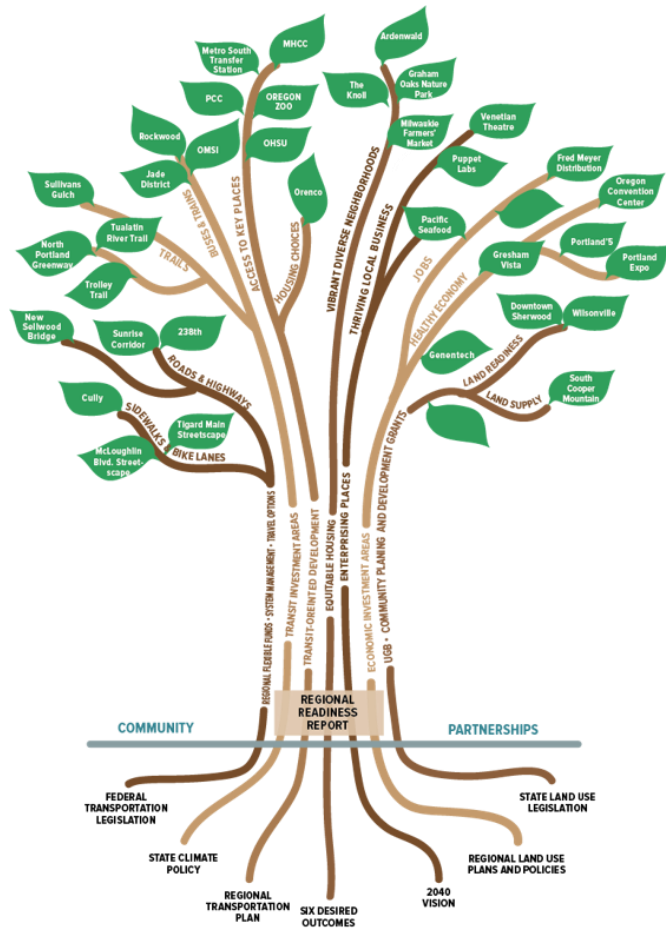 Ardenwald
MHCC
Metro South
Transfer
Station
Graham
Oaks Nature
Park
The
Knoll
PCC
OREGON
ZOO
Venetian
Theatre
Milwaukie
Farmers'
Market
Rockwood
OMSI
OHSU
Puppet
Labs
Fred Meyer
Distribution
Jade
District
Orenco
Oregon
Convention
Center
Sullivans
Gulch
Pacific
Seafood
Tualatin
River Trail
North
Portland
Greenway
Trolley
Trail
Gresham
Vista
Portland'5
Portland
Expo
New
Sellwood
Bridge
Sunrise
Corridor
238th
Downtown
Sherwood
Wilsonville
Genentech
Cully
South
Cooper
Mountain
Tigard Main
Streetscape
McLoughlin
Blvd. Street-
scape
BUSES & TRAINS
ACCESS TO KEY PLACES
HOUSING CHOICES
VIBRANT DIVERSE NEIGHBORHOODS
THRIVING LOCAL BUSINESS
JOBS
HEALTHY ECONOMY
TRAILS
ROADS & HIGHWAYS
SIDEWALKS &
BIKE LANES
LAND READINESS
LAND SUPPLY
REGIONAL FLEXIBLE FUNDS • SYSTEM MANAGEMENT • TRAVEL OPTIONS
TRANSIT INVESTMENT AREAS
TRANSIT-OREINTED DEVELOPMENT
EQUITABLE HOUSING
ENTERPRISING PLACES
ECONOMIC INVESTMENT AREAS
UGB • COMMUNITY PLANING AND DEVELOPMENT GRANTS
REGIONAL
READINESS
REPORT
COMMUNITY
PARTNERSHIPS
FEDERAL
TRANSPORTATION
LEGISLATION
STATE LAND USE
LEGISLATION
STATE CLIMATE
POLICY
REGIONAL LAND USE
PLANS AND POLICIES
REGIONAL
TRANSPORTATION
PLAN
2040
VISION
SIX DESIRED
OUTCOMES